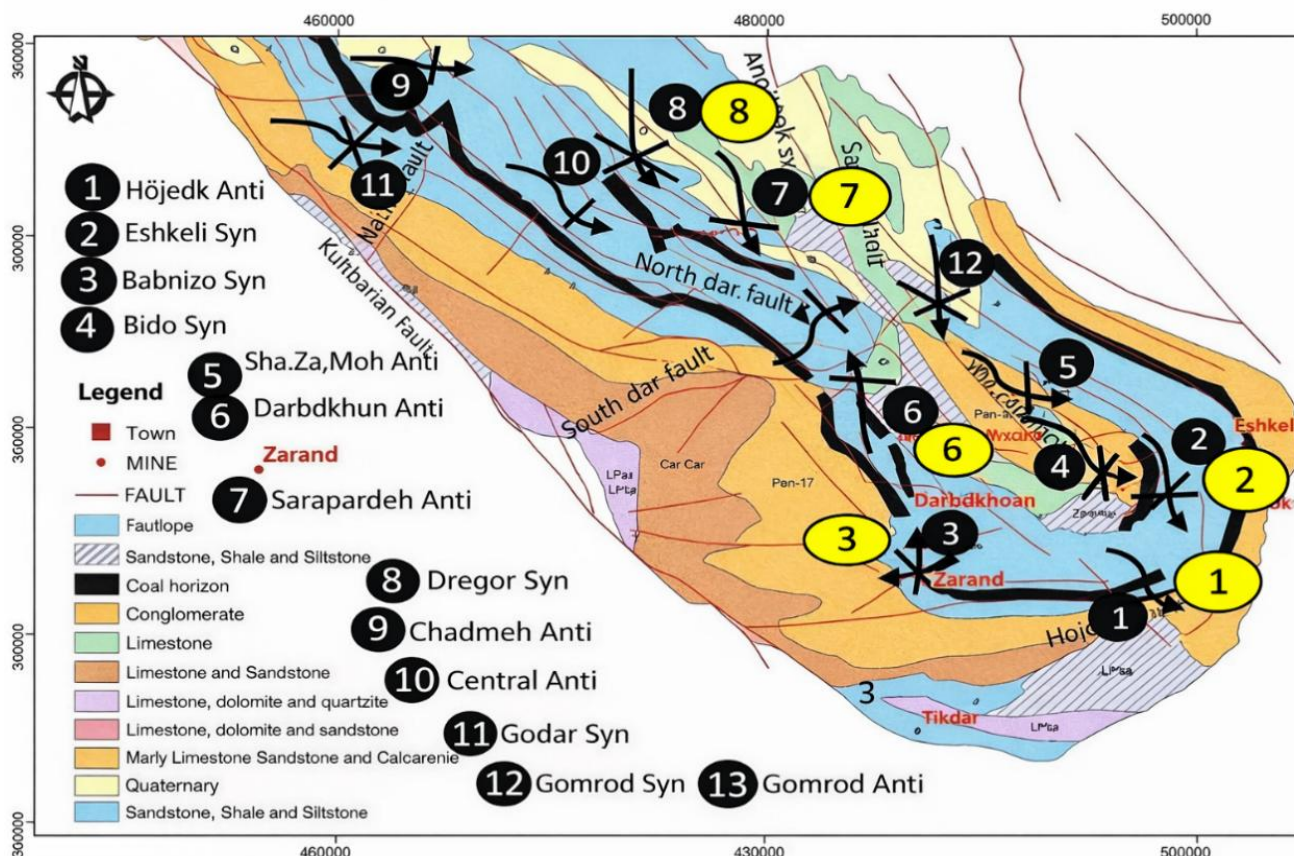 460000 480000 500000
300000
300000
300000
300000
300000
9
8 8
10
11
7 7
12
North dar. fault
Kuhbarian Fault
South dar fault
5
6
6
4
2
2
Eshkel
Car Car
Pen-17
Darbdkhoan
3
3
Zarand
1
1
3
Tikdar
1 Höjedk Anti
2 Eshkeli Syn
3 Babnizo Syn
4 Bido Syn
5 Sha.Za,Moh Anti
6 Darbdkhun Anti
7 Sarapardeh Anti
8 Dregor Syn
9 Chadmeh Anti
10 Central Anti
11 Godar Syn
12 Gomrod Syn 13 Gomrod Anti
Legend
Town
MINE
Zarand
FAULT
Fautlope
Sandstone, Shale and Siltstone
Coal horizon
Conglomerate
Limestone
Limestone and Sandstone
Limestone, dolomite and quartzite
Limestone, dolomite and sandstone
Marly Limestone Sandstone and Calcarenie
Quaternary
Sandstone, Shale and Siltstone
460000 430000 500000